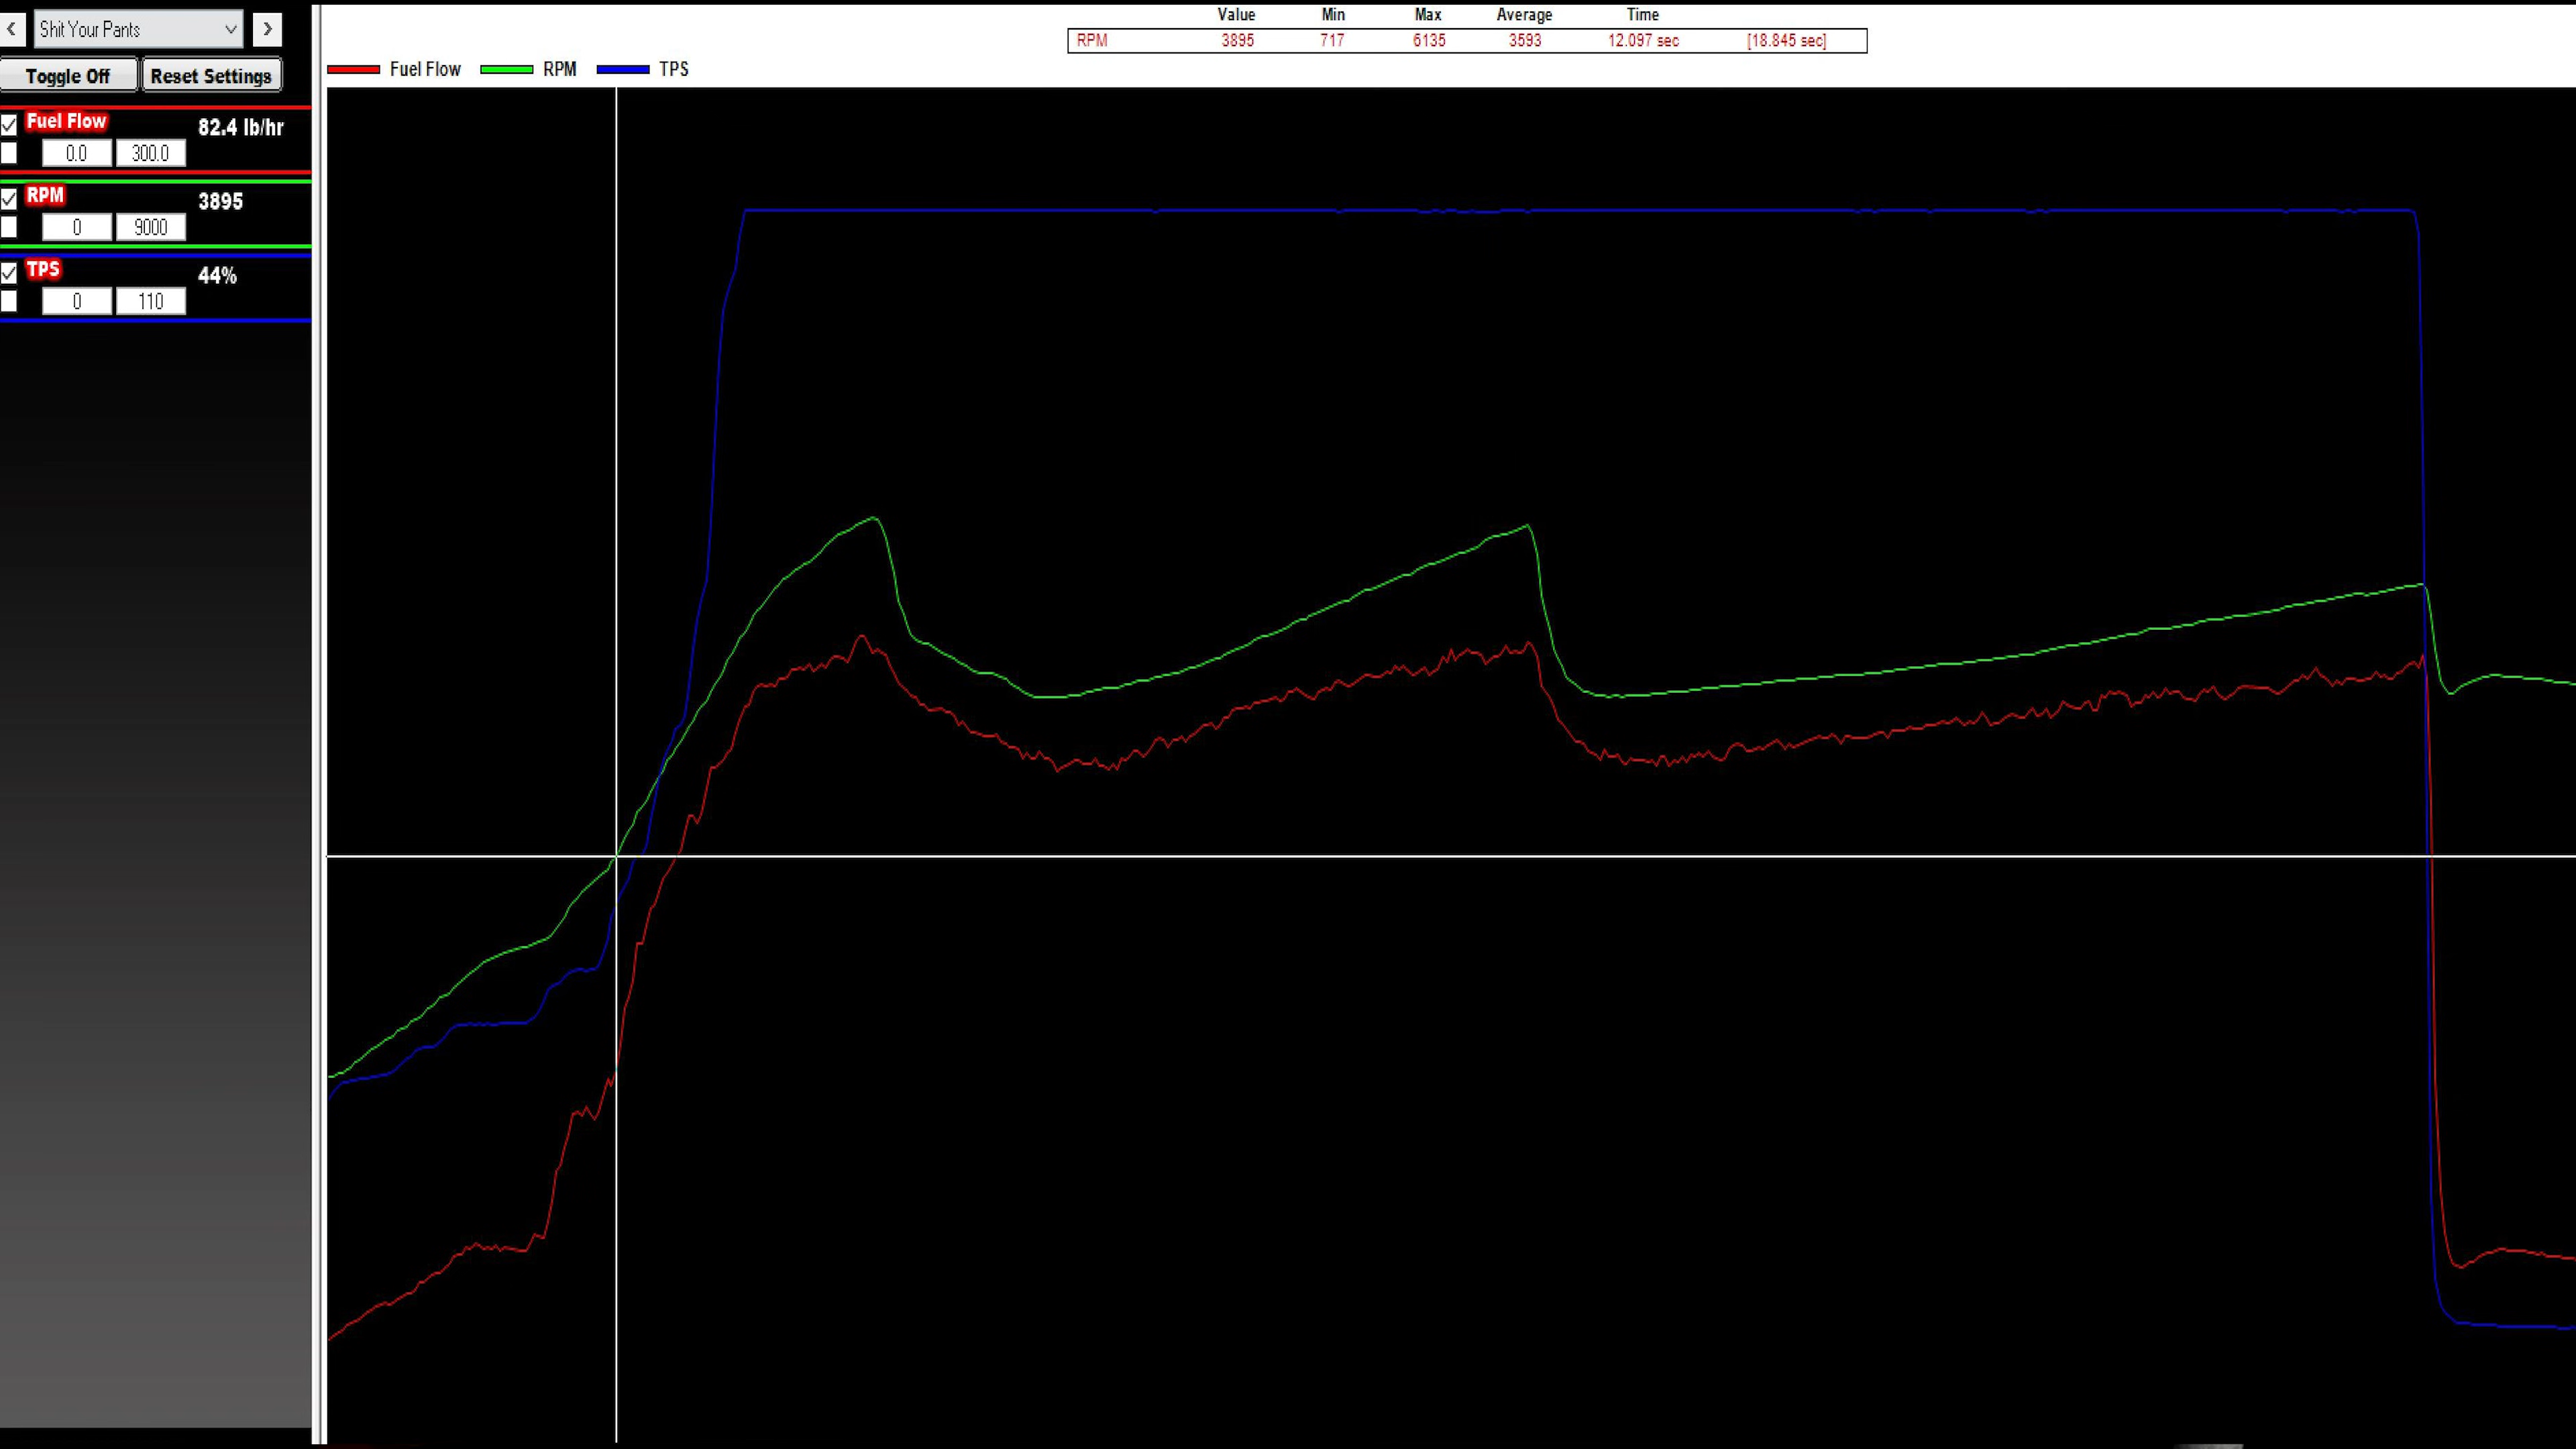 Shit Your Pants
Toggle Off Reset Settings
Fuel Flow 82.4 lb/hr
0.0 300.0
RPM 3895
0 9000
TPS 44%
0 110
Value Min Max Average Time
RPM 3895 717 6135 3593 12.097 sec [18.845 sec]
Fuel Flow RPM TPS